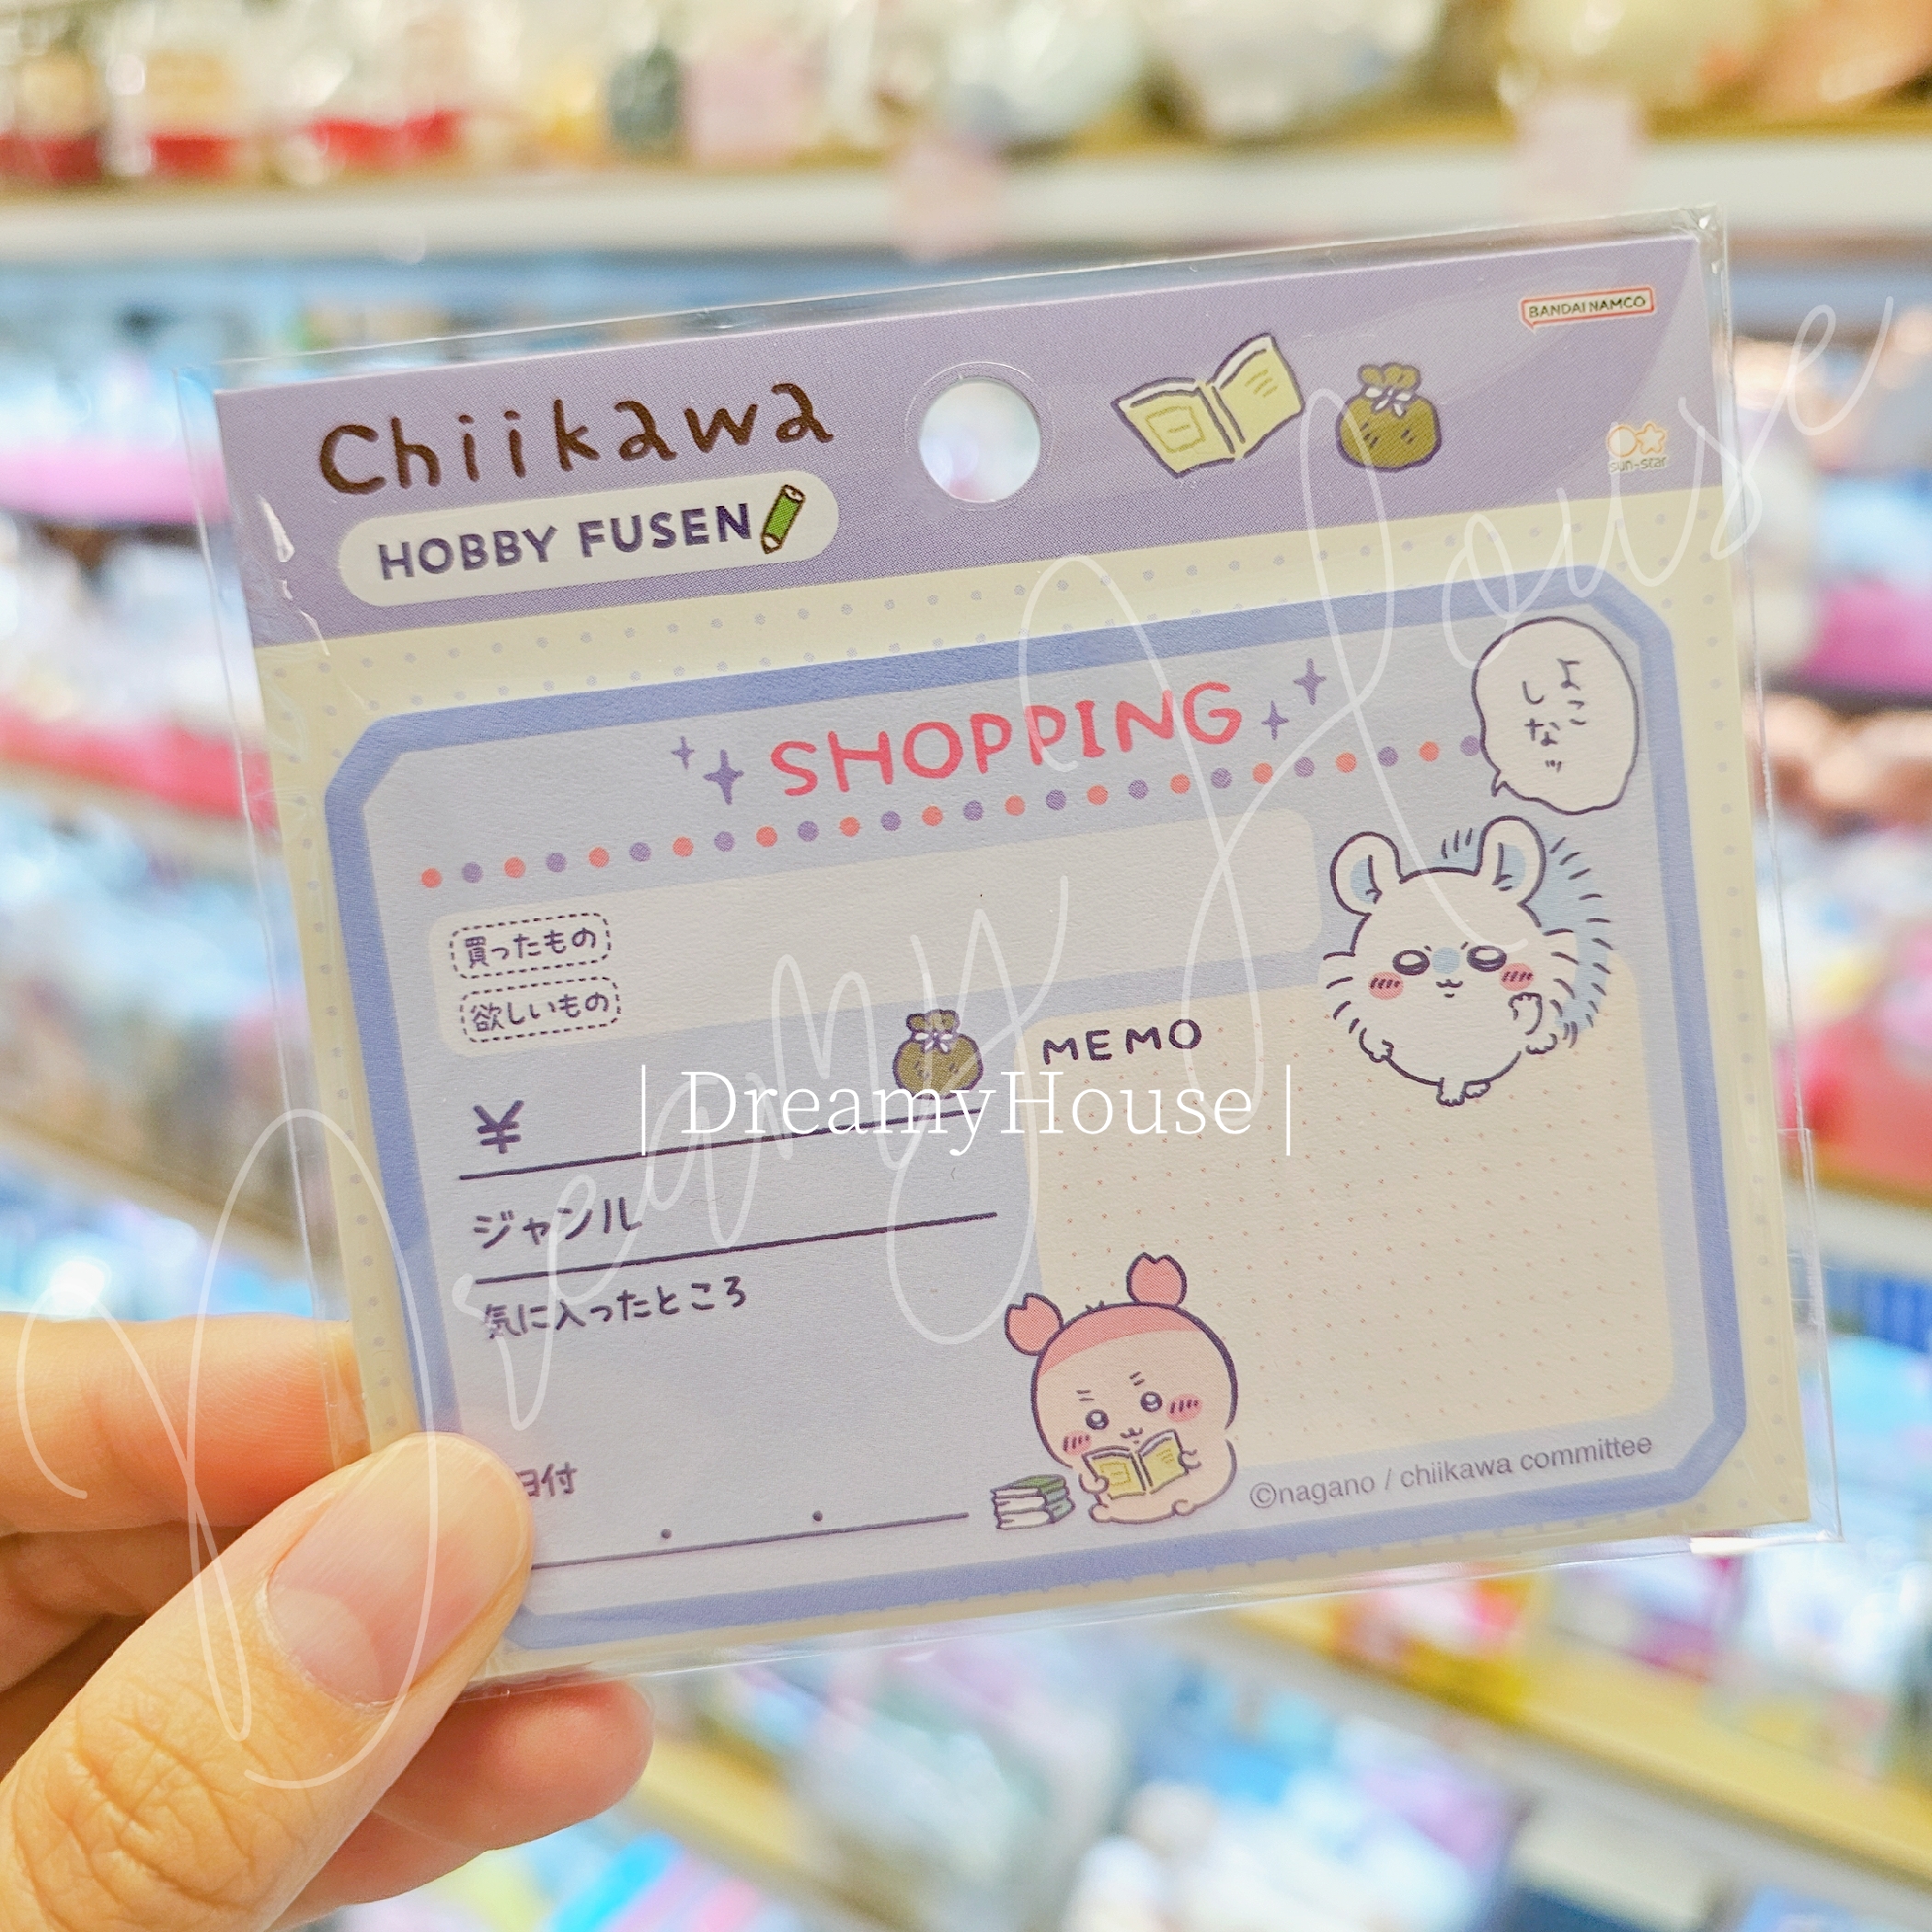 BANDAI NAMCO
Chiikawa
sun-star
HOBBY FUSEN
SHOPPING
よこ
しなッ
買ったもの
欲しいもの
MEMO
¥
| DreamyHouse |
Dreamy House
ジャンル
気に入ったところ
日付
©nagano / chiikawa committee